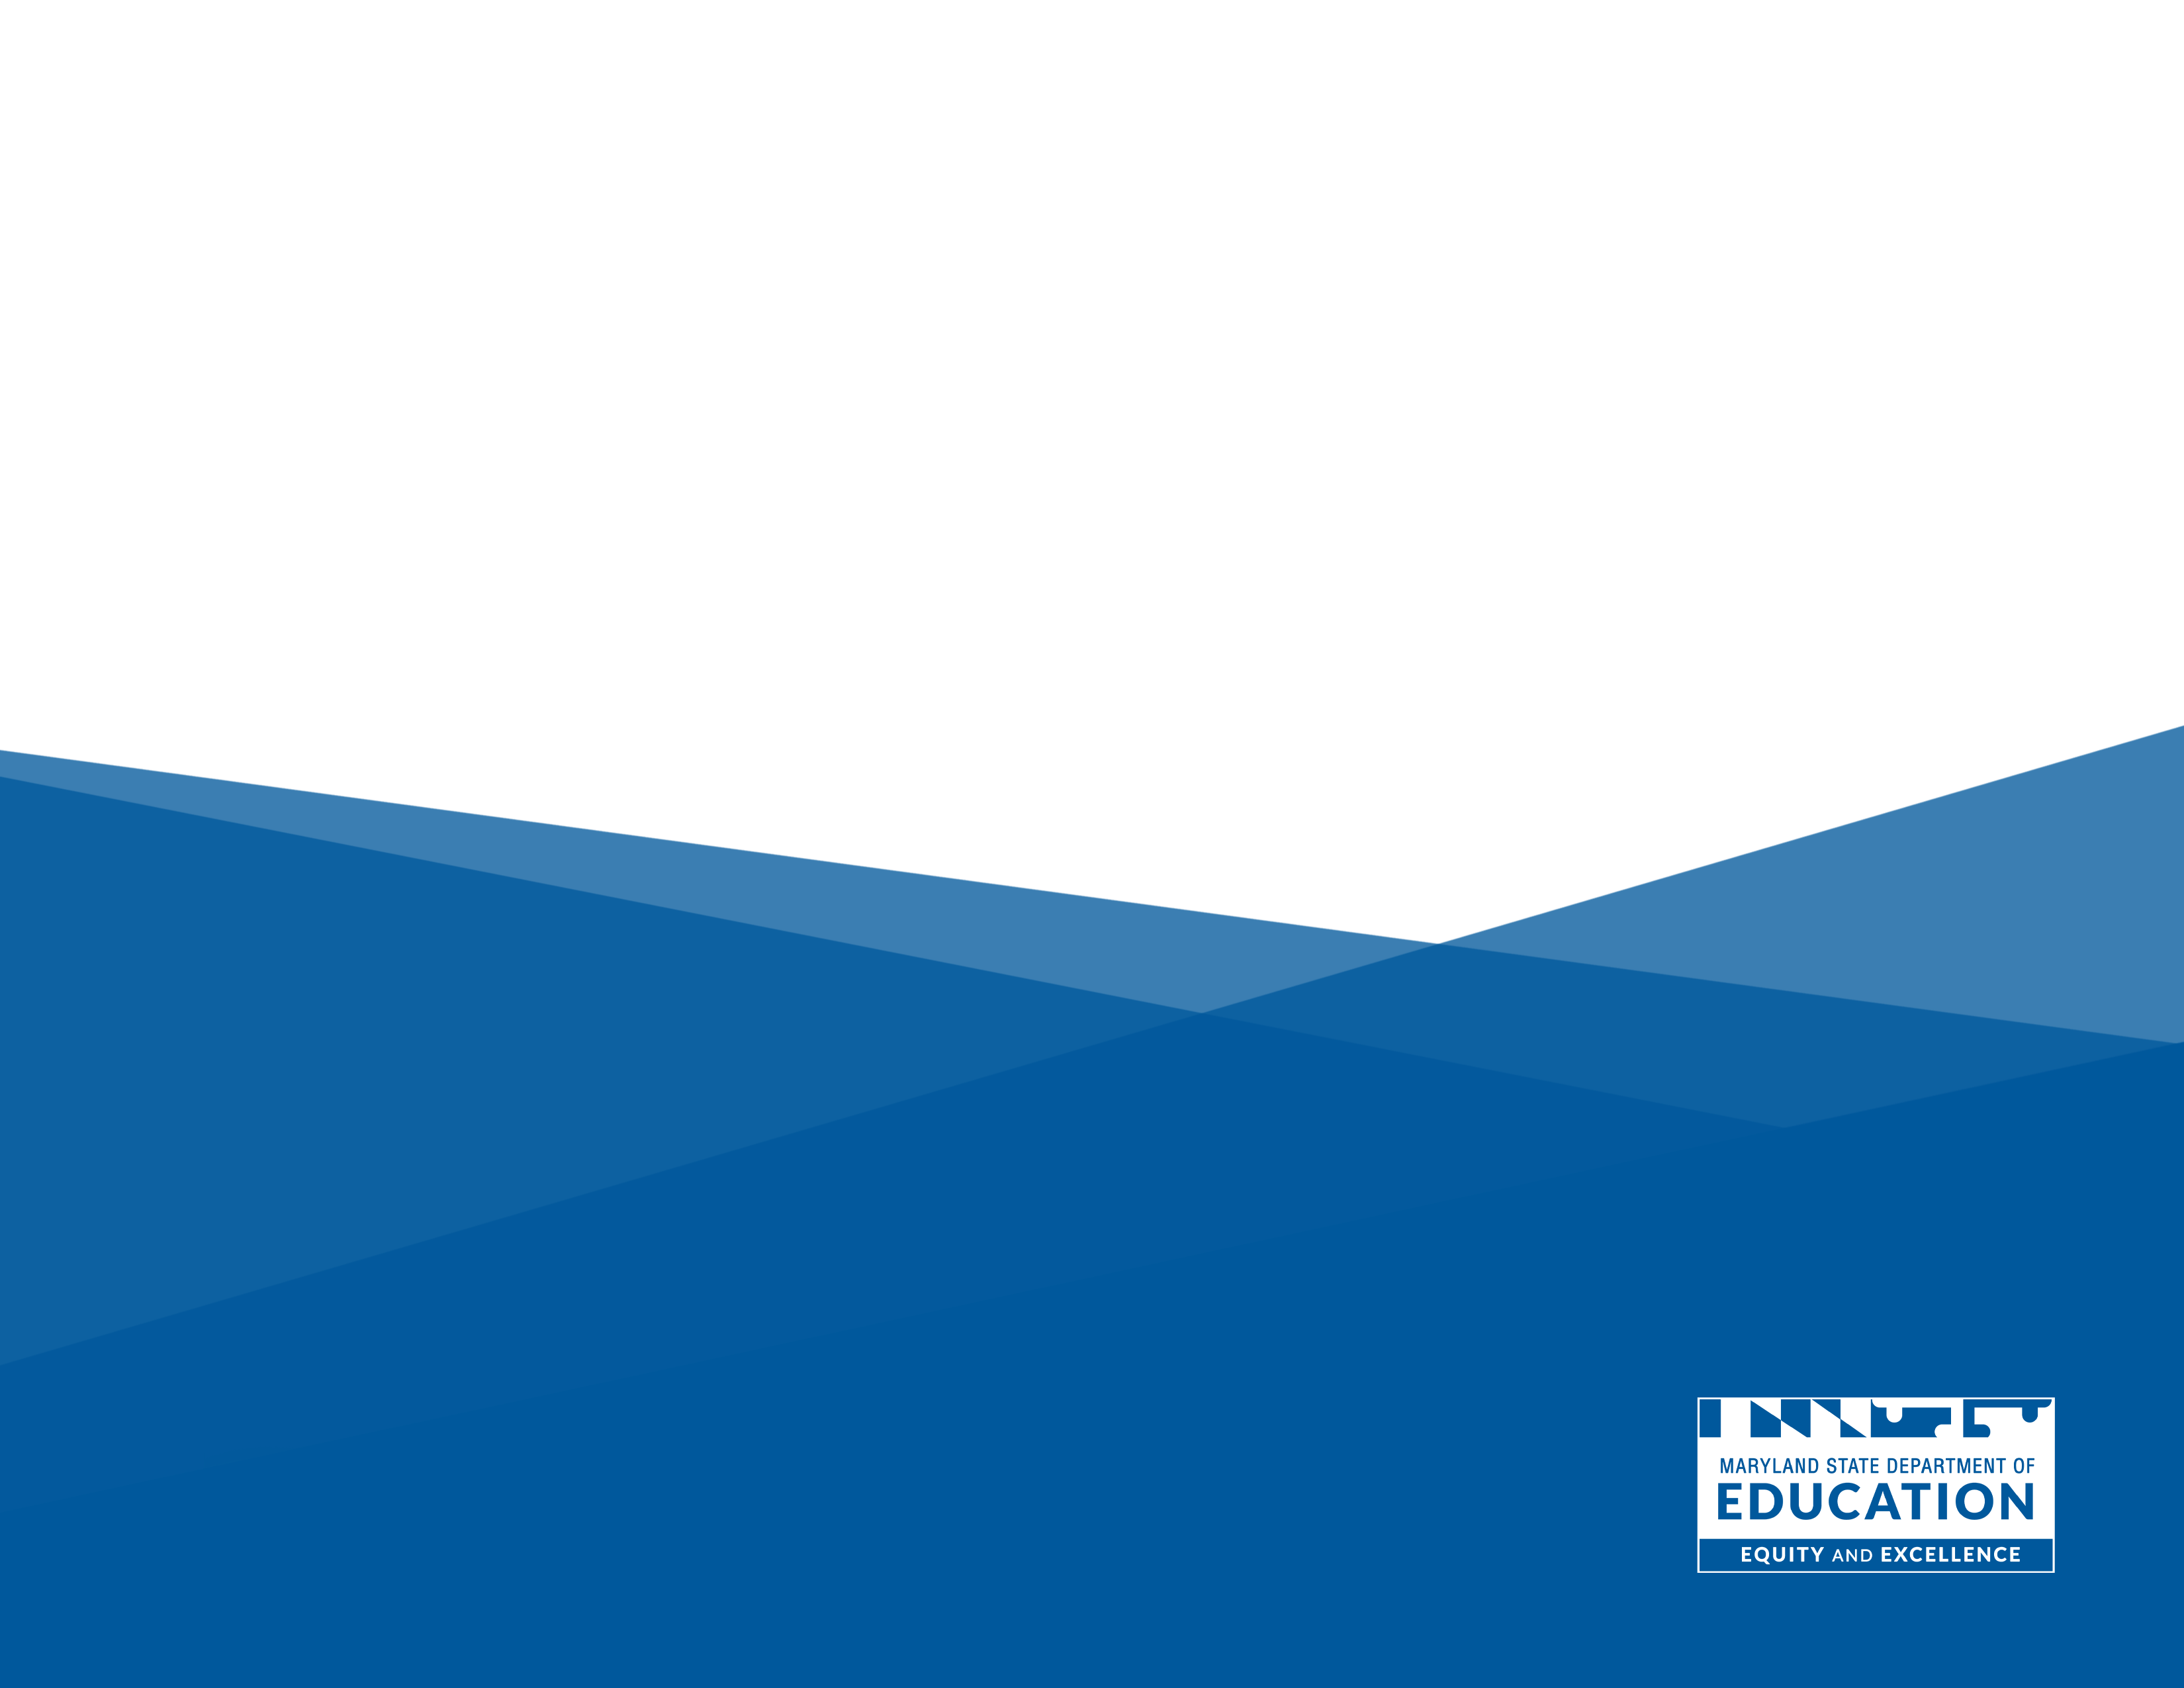 MARYLAND STATE DEPARTMENT OF
EDUCATION
EQUITY AND EXCELLENCE